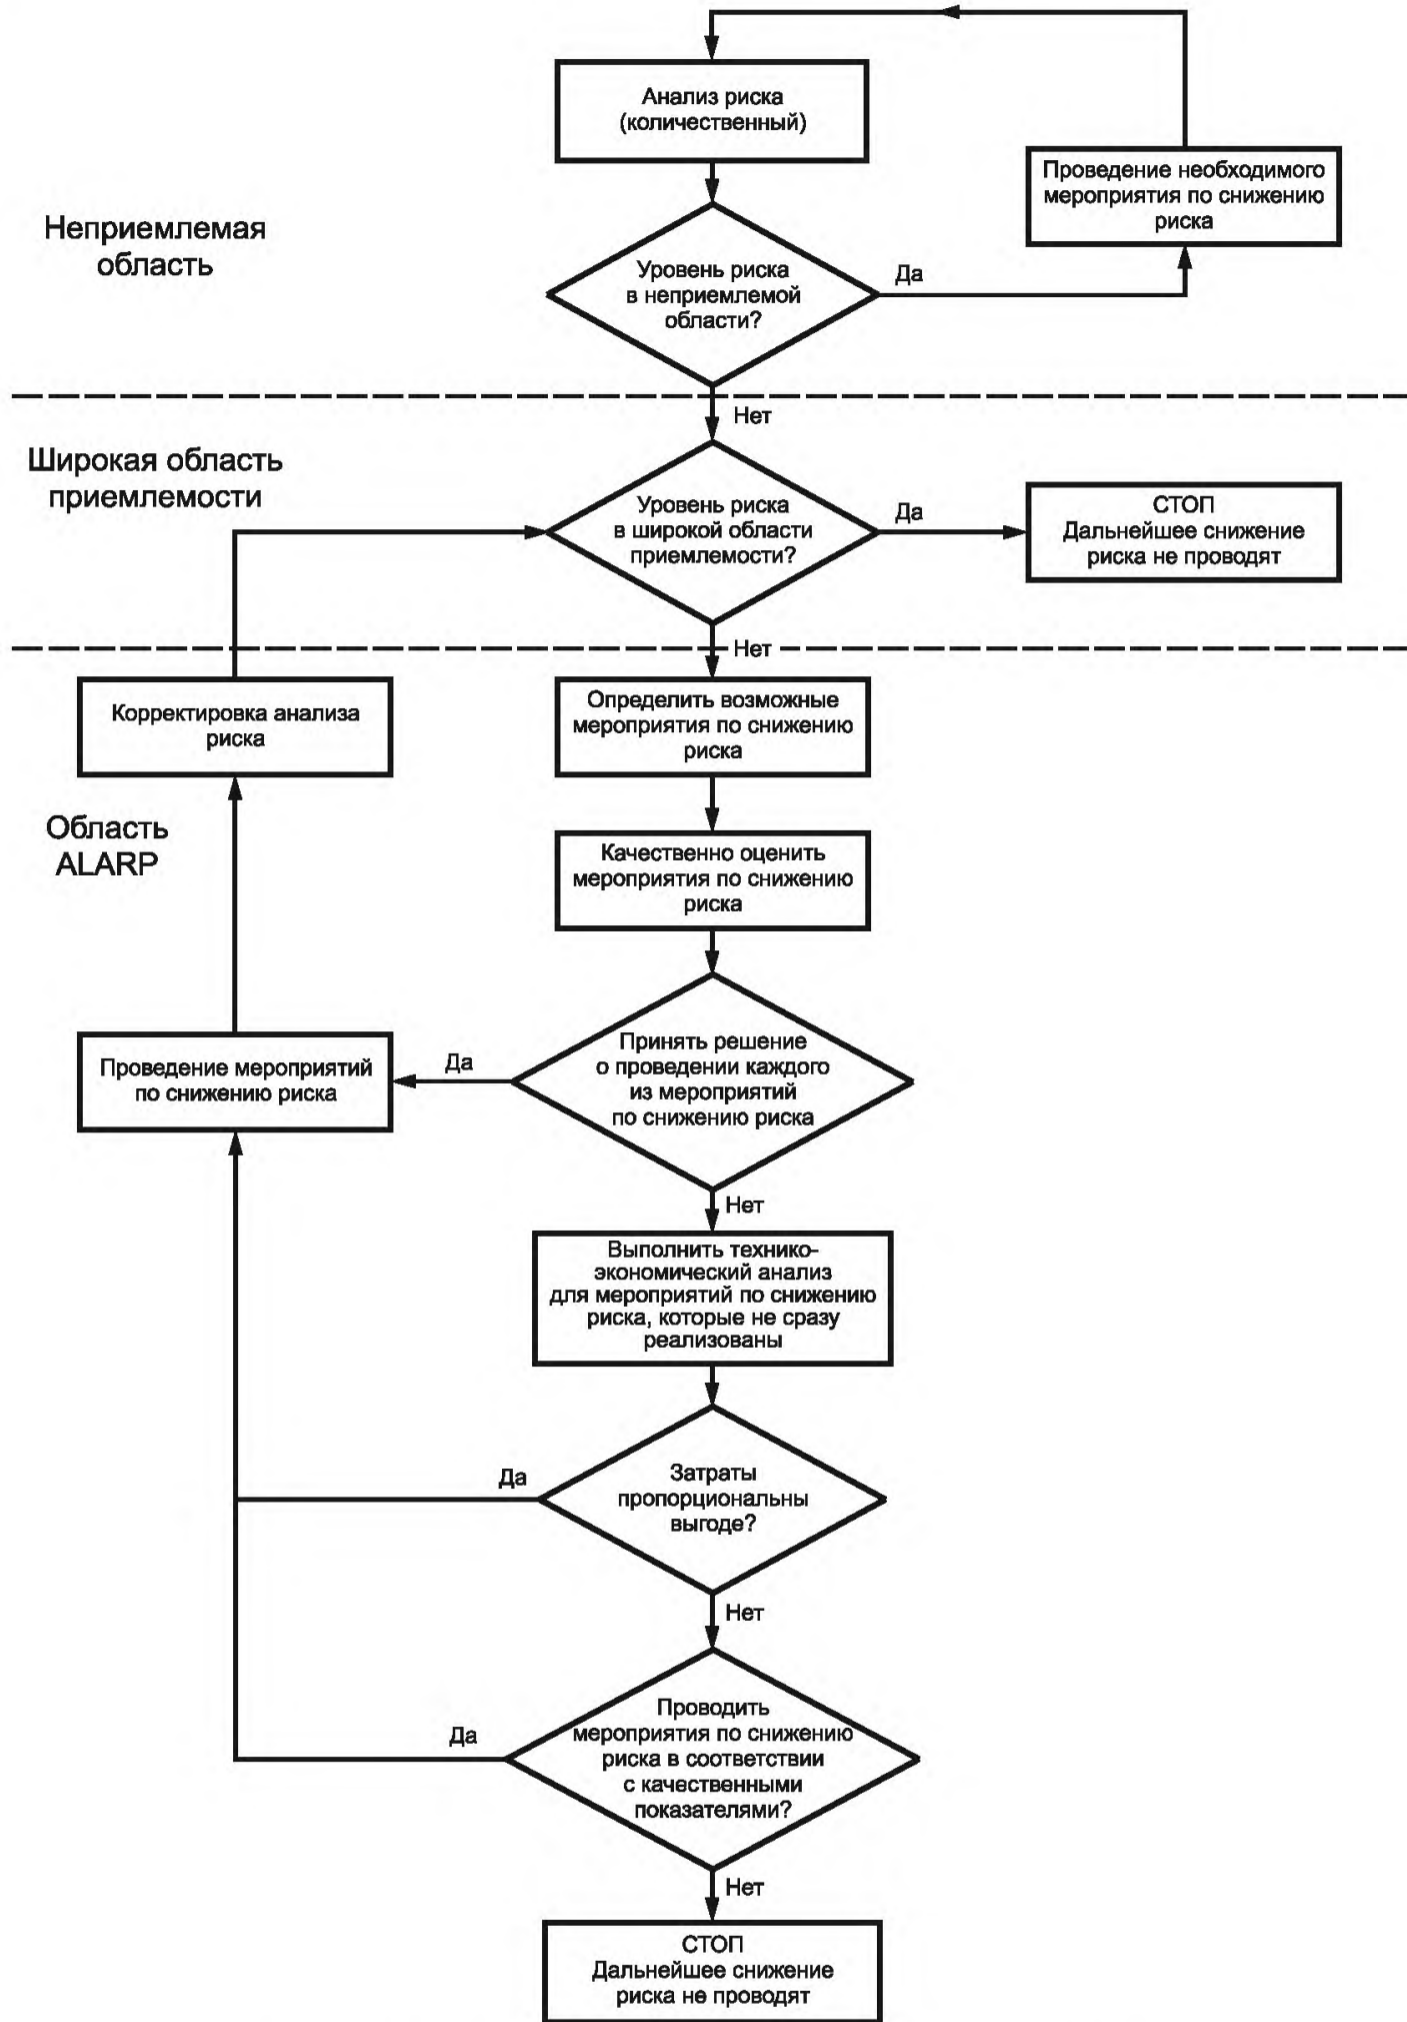 Анализ риска
(количественный)
Проведение необходимого
мероприятия по снижению
риска
Неприемлемая
область
Уровень риска
в неприемлемой
области?
Да
Нет
Широкая область
приемлемости
Уровень риска
в широкой области
приемлемости?
Да
СТОП
Дальнейшее снижение
риска не проводят
Нет
Корректировка анализа
риска
Определить возможные
мероприятия по снижению
риска
Область
ALARP
Качественно оценить
мероприятия по снижению
риска
Проведение мероприятий
по снижению риска
Да
Принять решение
о проведении каждого
из мероприятий
по снижению риска
Нет
Выполнить технико-
экономический анализ
для мероприятий по снижению
риска, которые не сразу
реализованы
Да
Затраты
пропорциональны
выгоде?
Нет
Да
Проводить
мероприятия по снижению
риска в соответствии
с качественными
показателями?
Нет
СТОП
Дальнейшее снижение
риска не проводят